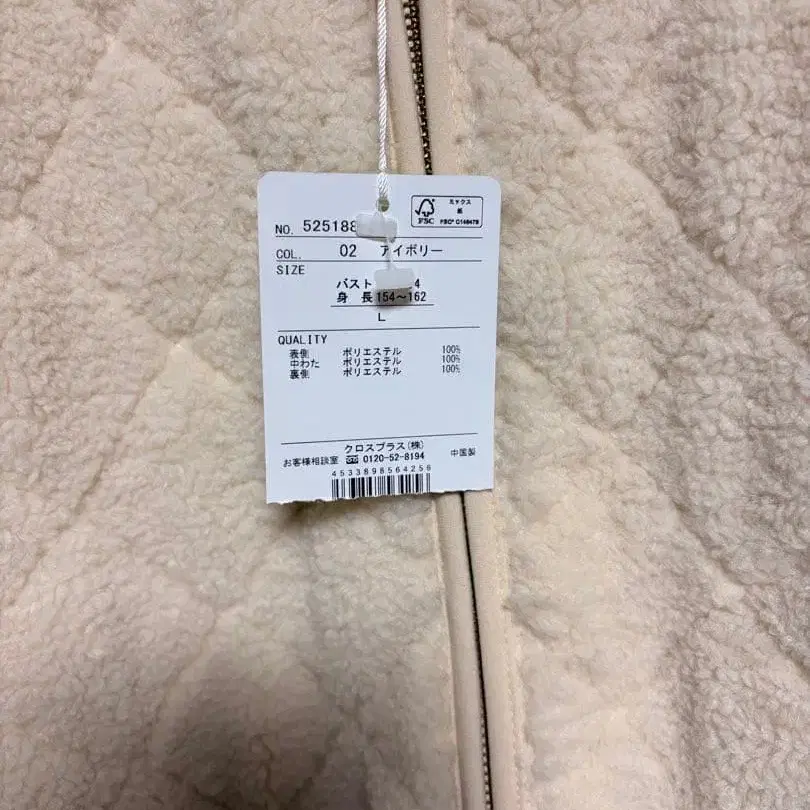 NO. 525188
FSC
ミックス
紙
FSC® C148479
COL. 02 アイボリー
SIZE
バスト 4
身 長 154～162
L
QUALITY
表側 ポリエステル 100%
中わた ポリエステル 100%
裏側 ポリエステル 100%
クロスプラス(株)
お客様相談室 0120-52-8194 中国製
4533898564256